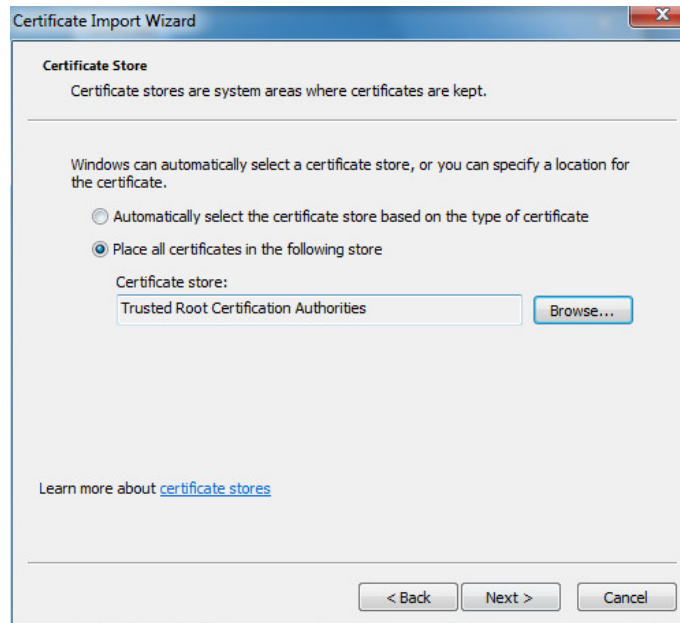 Certificate Import Wizard
X
Certificate Store
Certificate stores are system areas where certificates are kept.
Windows can automatically select a certificate store, or you can specify a location for
the certificate.
Automatically select the certificate store based on the type of certificate
Place all certificates in the following store
Certificate store:
Trusted Root Certification Authorities
Browse...
Learn more about certificate stores
< Back Next > Cancel